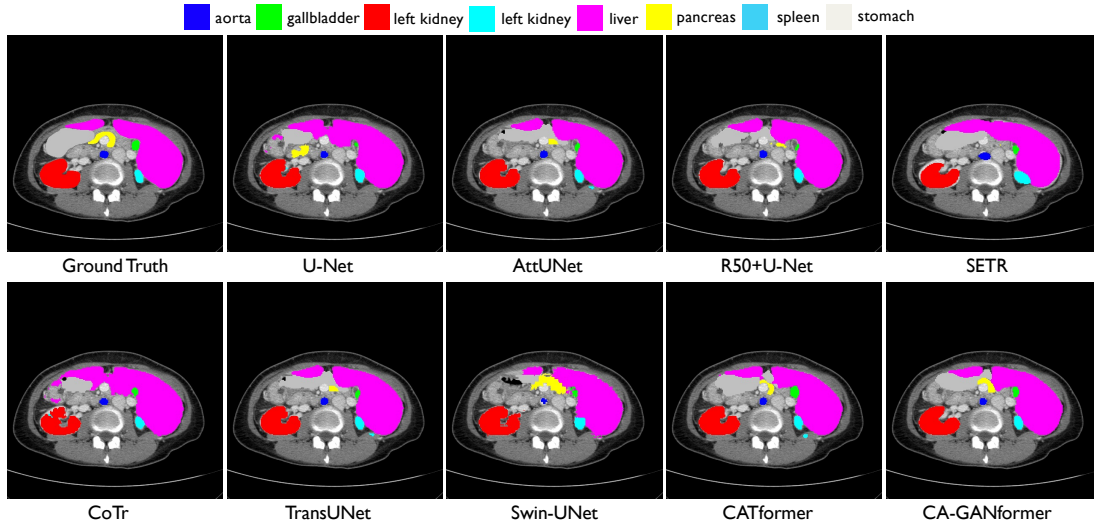 aorta gallbladder left kidney left kidney liver pancreas spleen stomach
Ground Truth U-Net AttUNet R50+U-Net SETR
CoTr TransUNet Swin-UNet CATformer CA-GANformer